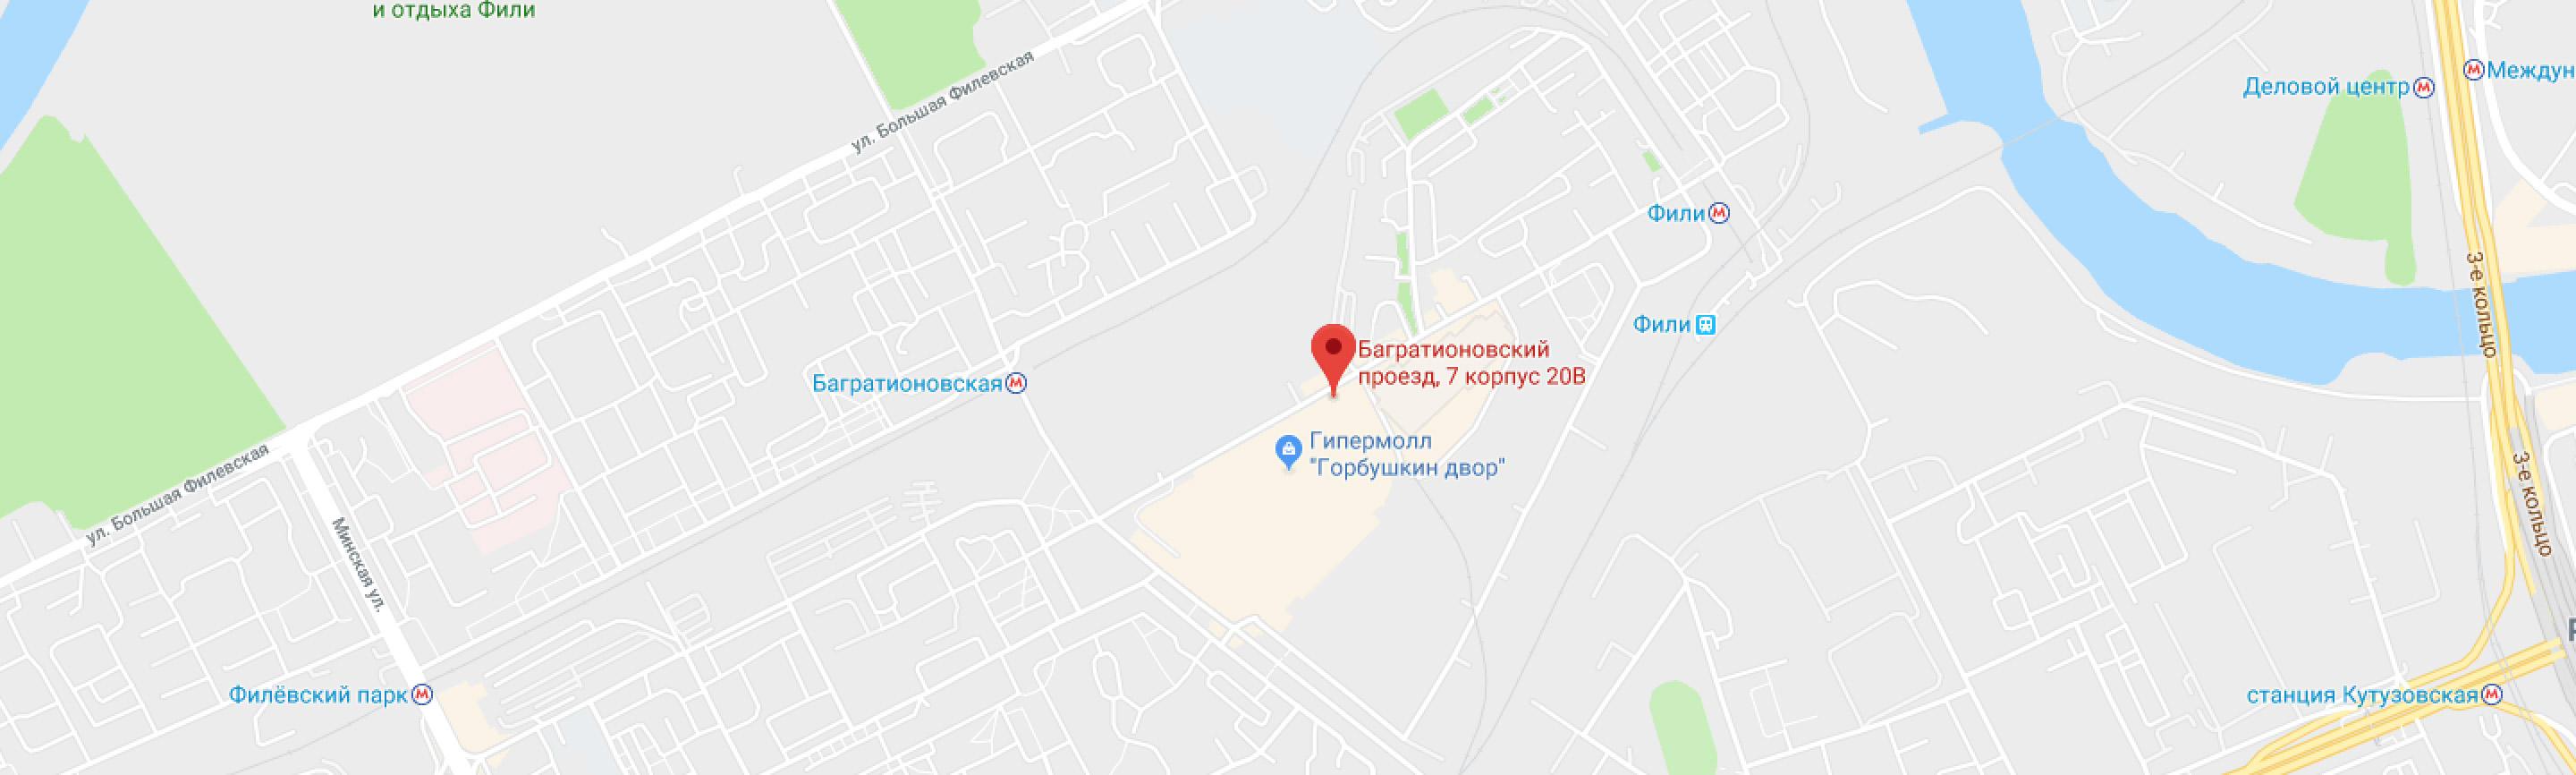 и отдыха Фили
ул. Большая Филевская
Деловой центр
Междун
Фили
3-е кольцо
Фили
Багратионовский
проезд, 7 корпус 20В
Багратионовская
Гипермолл
"Горбушкин двор"
ул. Большая Филевская
3-е кольцо
Минская ул.
Филёвский парк
станция Кутузовская